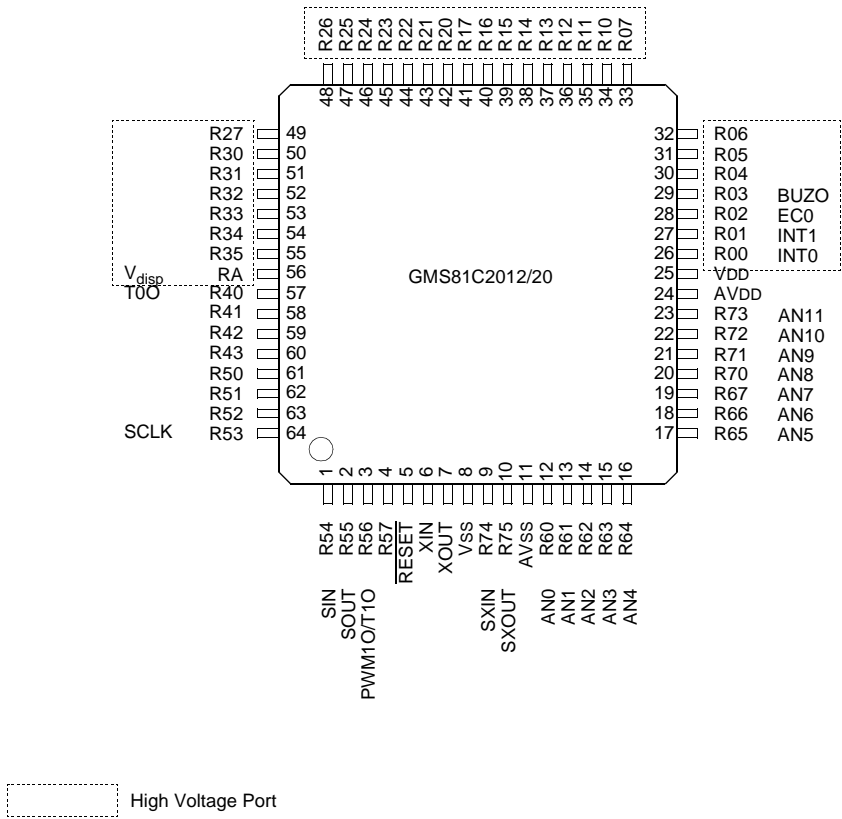 R26 R25 R24 R23 R22 R21 R20 R17 R16 R15 R14 R13 R12 R11 R10 R07
48 47 46 45 44 43 42 41 40 39 38 37 36 35 34 33
R27 49 32 R06
R30 50 31 R05
R31 51 30 R04
R32 52 29 R03 BUZO
R33 53 28 R02 EC0
R34 54 27 R01 INT1
R35 55 26 R00 INT0
Vdisp RA 56 GMS81C2012/20 25 VDD
T0O R40 57 24 AVDD
R41 58 23 R73 AN11
R42 59 22 R72 AN10
R43 60 21 R71 AN9
R50 61 20 R70 AN8
R51 62 19 R67 AN7
R52 63 18 R66 AN6
SCLK R53 64 17 R65 AN5
1 2 3 4 5 6 7 8 9 10 11 12 13 14 15 16
R54 R55 R56 R57 RESET XIN XOUT VSS R74 R75 AVSS R60 R61 R62 R63 R64
SIN SOUT PWM1O/T1O SXIN SXOUT AN0 AN1 AN2 AN3 AN4
High Voltage Port